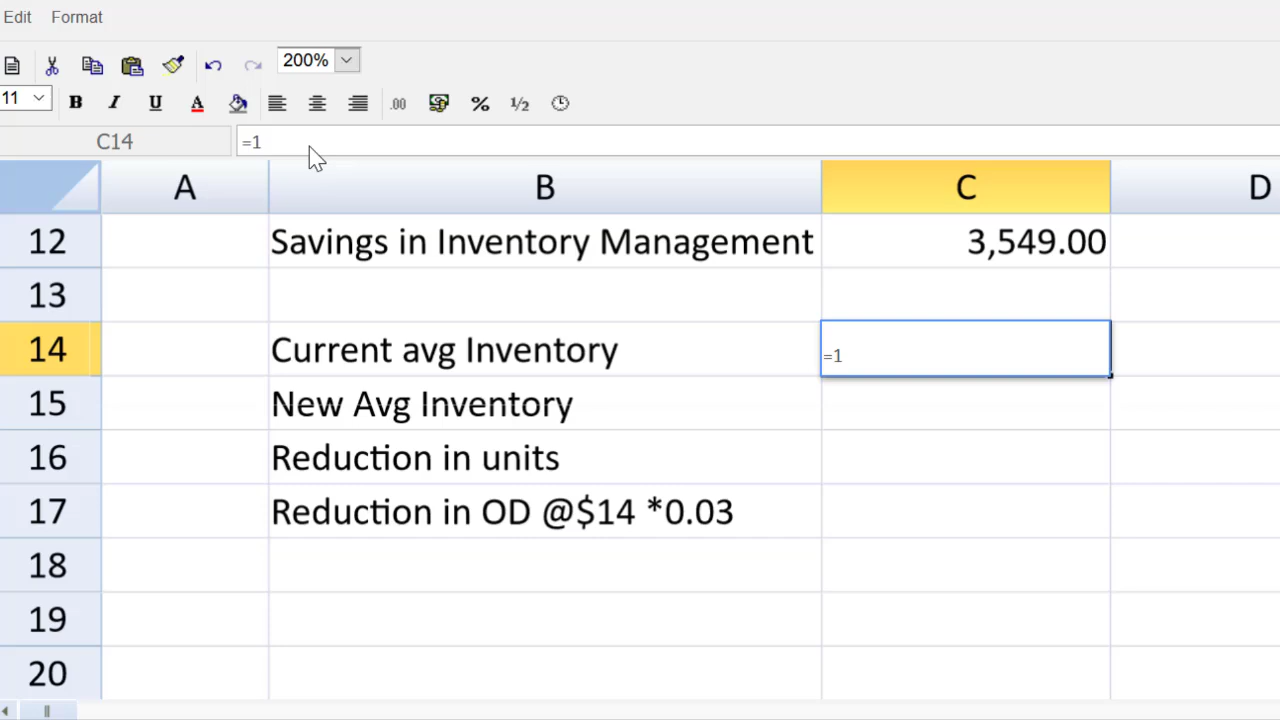 Edit Format
200%
11 B I U A .00 % 1/2
C14 =1
A B C D
12 Savings in Inventory Management 3,549.00
13
14 Current avg Inventory =1
15 New Avg Inventory
16 Reduction in units
17 Reduction in OD @$14 *0.03
18
19
20